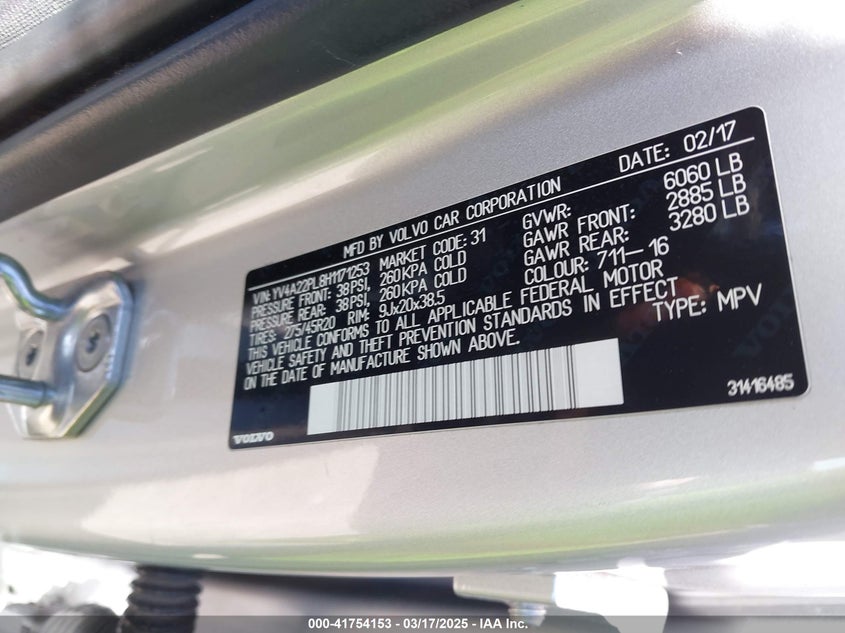 MFD BY VOLVO CAR CORPORATION DATE: 02/17
VIN: YV4A22PL8H1171253 MARKET CODE: 31 GVWR: 6060 LB
PRESSURE FRONT: 38PSI, 260KPA COLD GAWR FRONT: 2885 LB
PRESSURE REAR: 38PSI, 260KPA COLD GAWR REAR: 3280 LB
TIRES: 275/45R20 RIM: 9Jx20x38.5 COLOUR: 711-16
THIS VEHICLE CONFORMS TO ALL APPLICABLE FEDERAL MOTOR
VEHICLE SAFETY AND THEFT PREVENTION STANDARDS IN EFFECT
ON THE DATE OF MANUFACTURE SHOWN ABOVE. TYPE: MPV
VOLVO 31416485
000-41754153 - 03/17/2025 - IAA Inc.